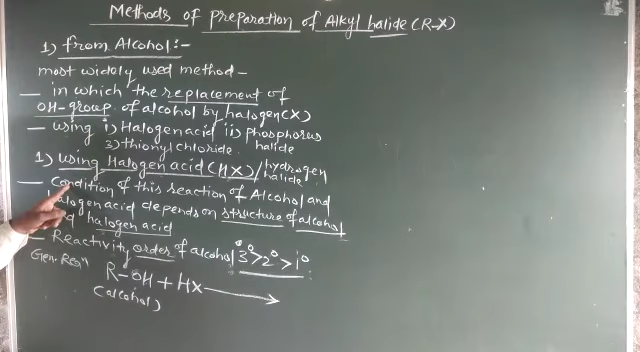 Methods of preparation of Alkyl halide (R-X)
1) from Alcohol:-
most widely used method -
- in which the replacement of
OH-group of alcohol by halogen(X)
- using i) Halogen acid ii) phosphorus halide
3) thionyl chloride.
1) using Halogen acid (HX)/hydrogen halide
- Condition of this reaction of Alcohol and
halogen acid depends on structure of alcohol
halogen acid
- Reactivity order of alcohol 3°>2°>1°
Gen. Reqn R-OH + HX ⟶
(alcohol)